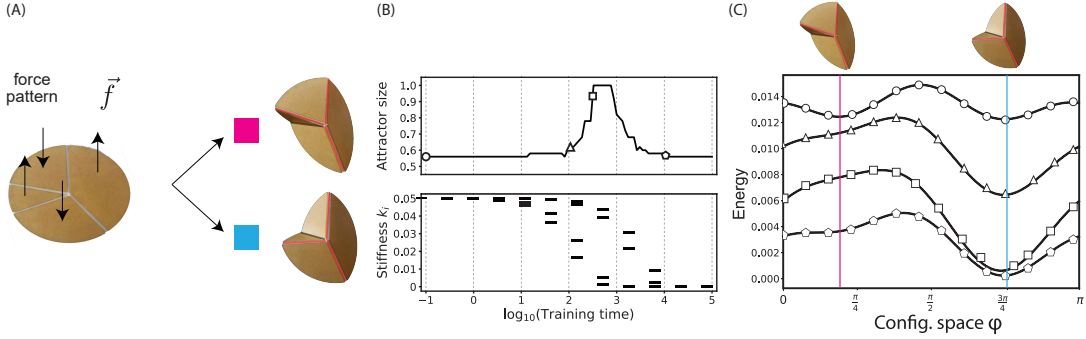 (A)
force
pattern
f⃗
(B)
Attractor size
1.0
0.9
0.8
0.7
0.6
0.5
Stiffness kᵢ
0.05
0.04
0.03
0.02
0.01
0
-1 0 1 2 3 4 5
log₁₀(Training time)
(C)
Energy
0.014
0.012
0.010
0.008
0.006
0.004
0.002
0.000
0 π/4 π/2 3π/4 π
Config. space φ